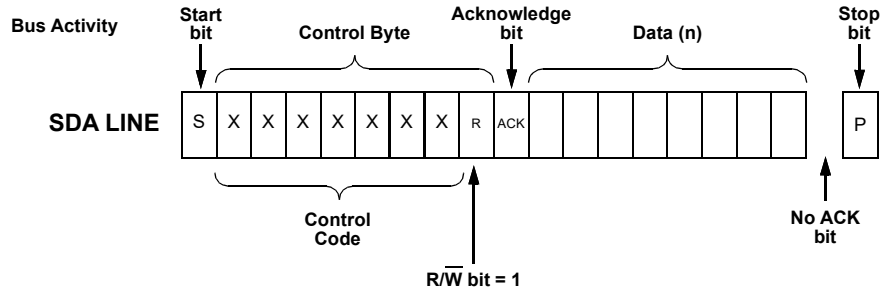 Bus Activity
Start
bit
Control Byte
Acknowledge
bit
Data (n)
Stop
bit
SDA LINE
S X X X X X X X R ACK P
Control
Code
No ACK
bit
R/W̅ bit = 1